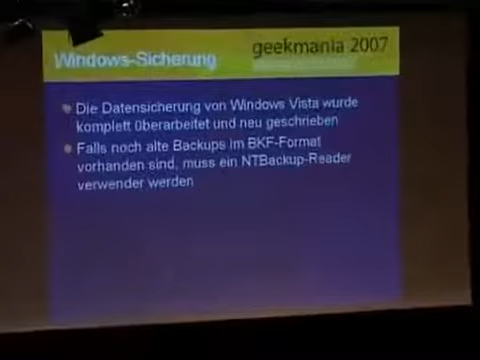 Windows-Sicherung
geekmania 2007
Die Datensicherung von Windows Vista wurde
komplett überarbeitet und neu geschrieben
Falls noch alte Backups im BKF-Format
vorhanden sind, muss ein NTBackup-Reader
verwender werden